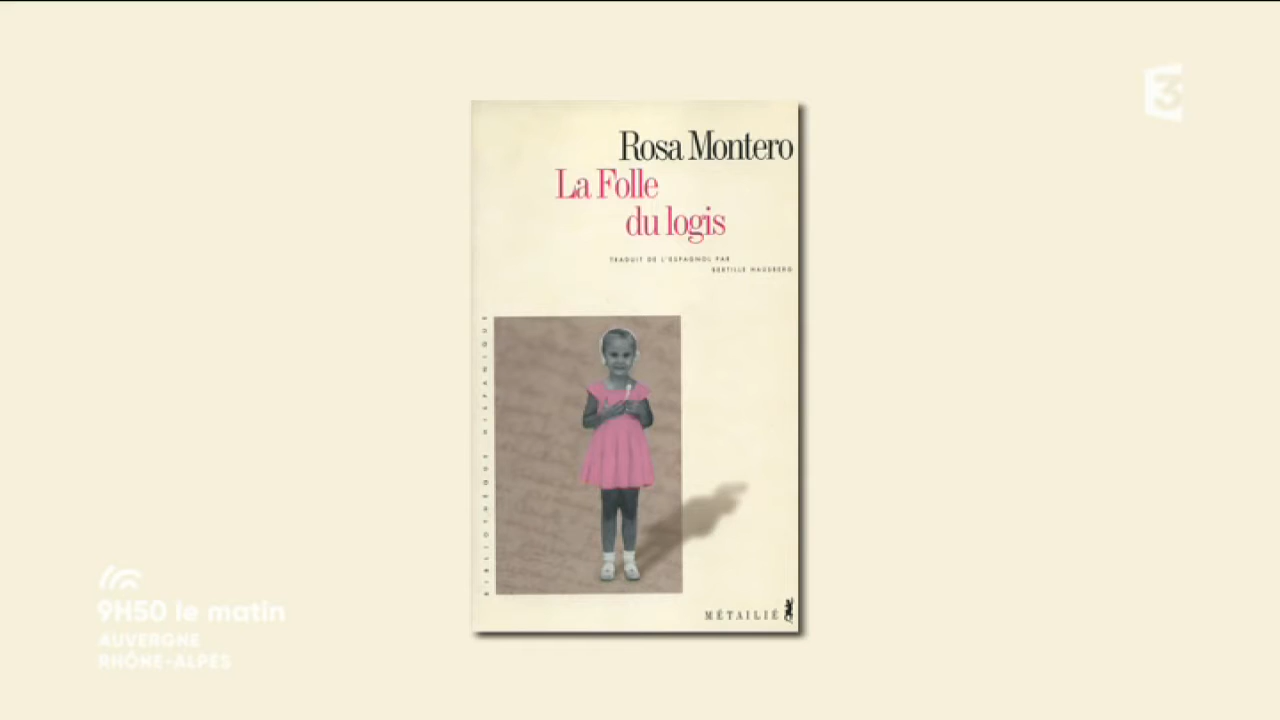 3
Rosa Montero
La Folle
du logis
TRADUIT DE L'ESPAGNOL PAR
BERTILLE HAUSBERG
BIBLIOTHÈQUE HISPANIQUE
MÉTAILIÉ
9H50 le matin
AUVERGNE
RHÔNE-ALPES